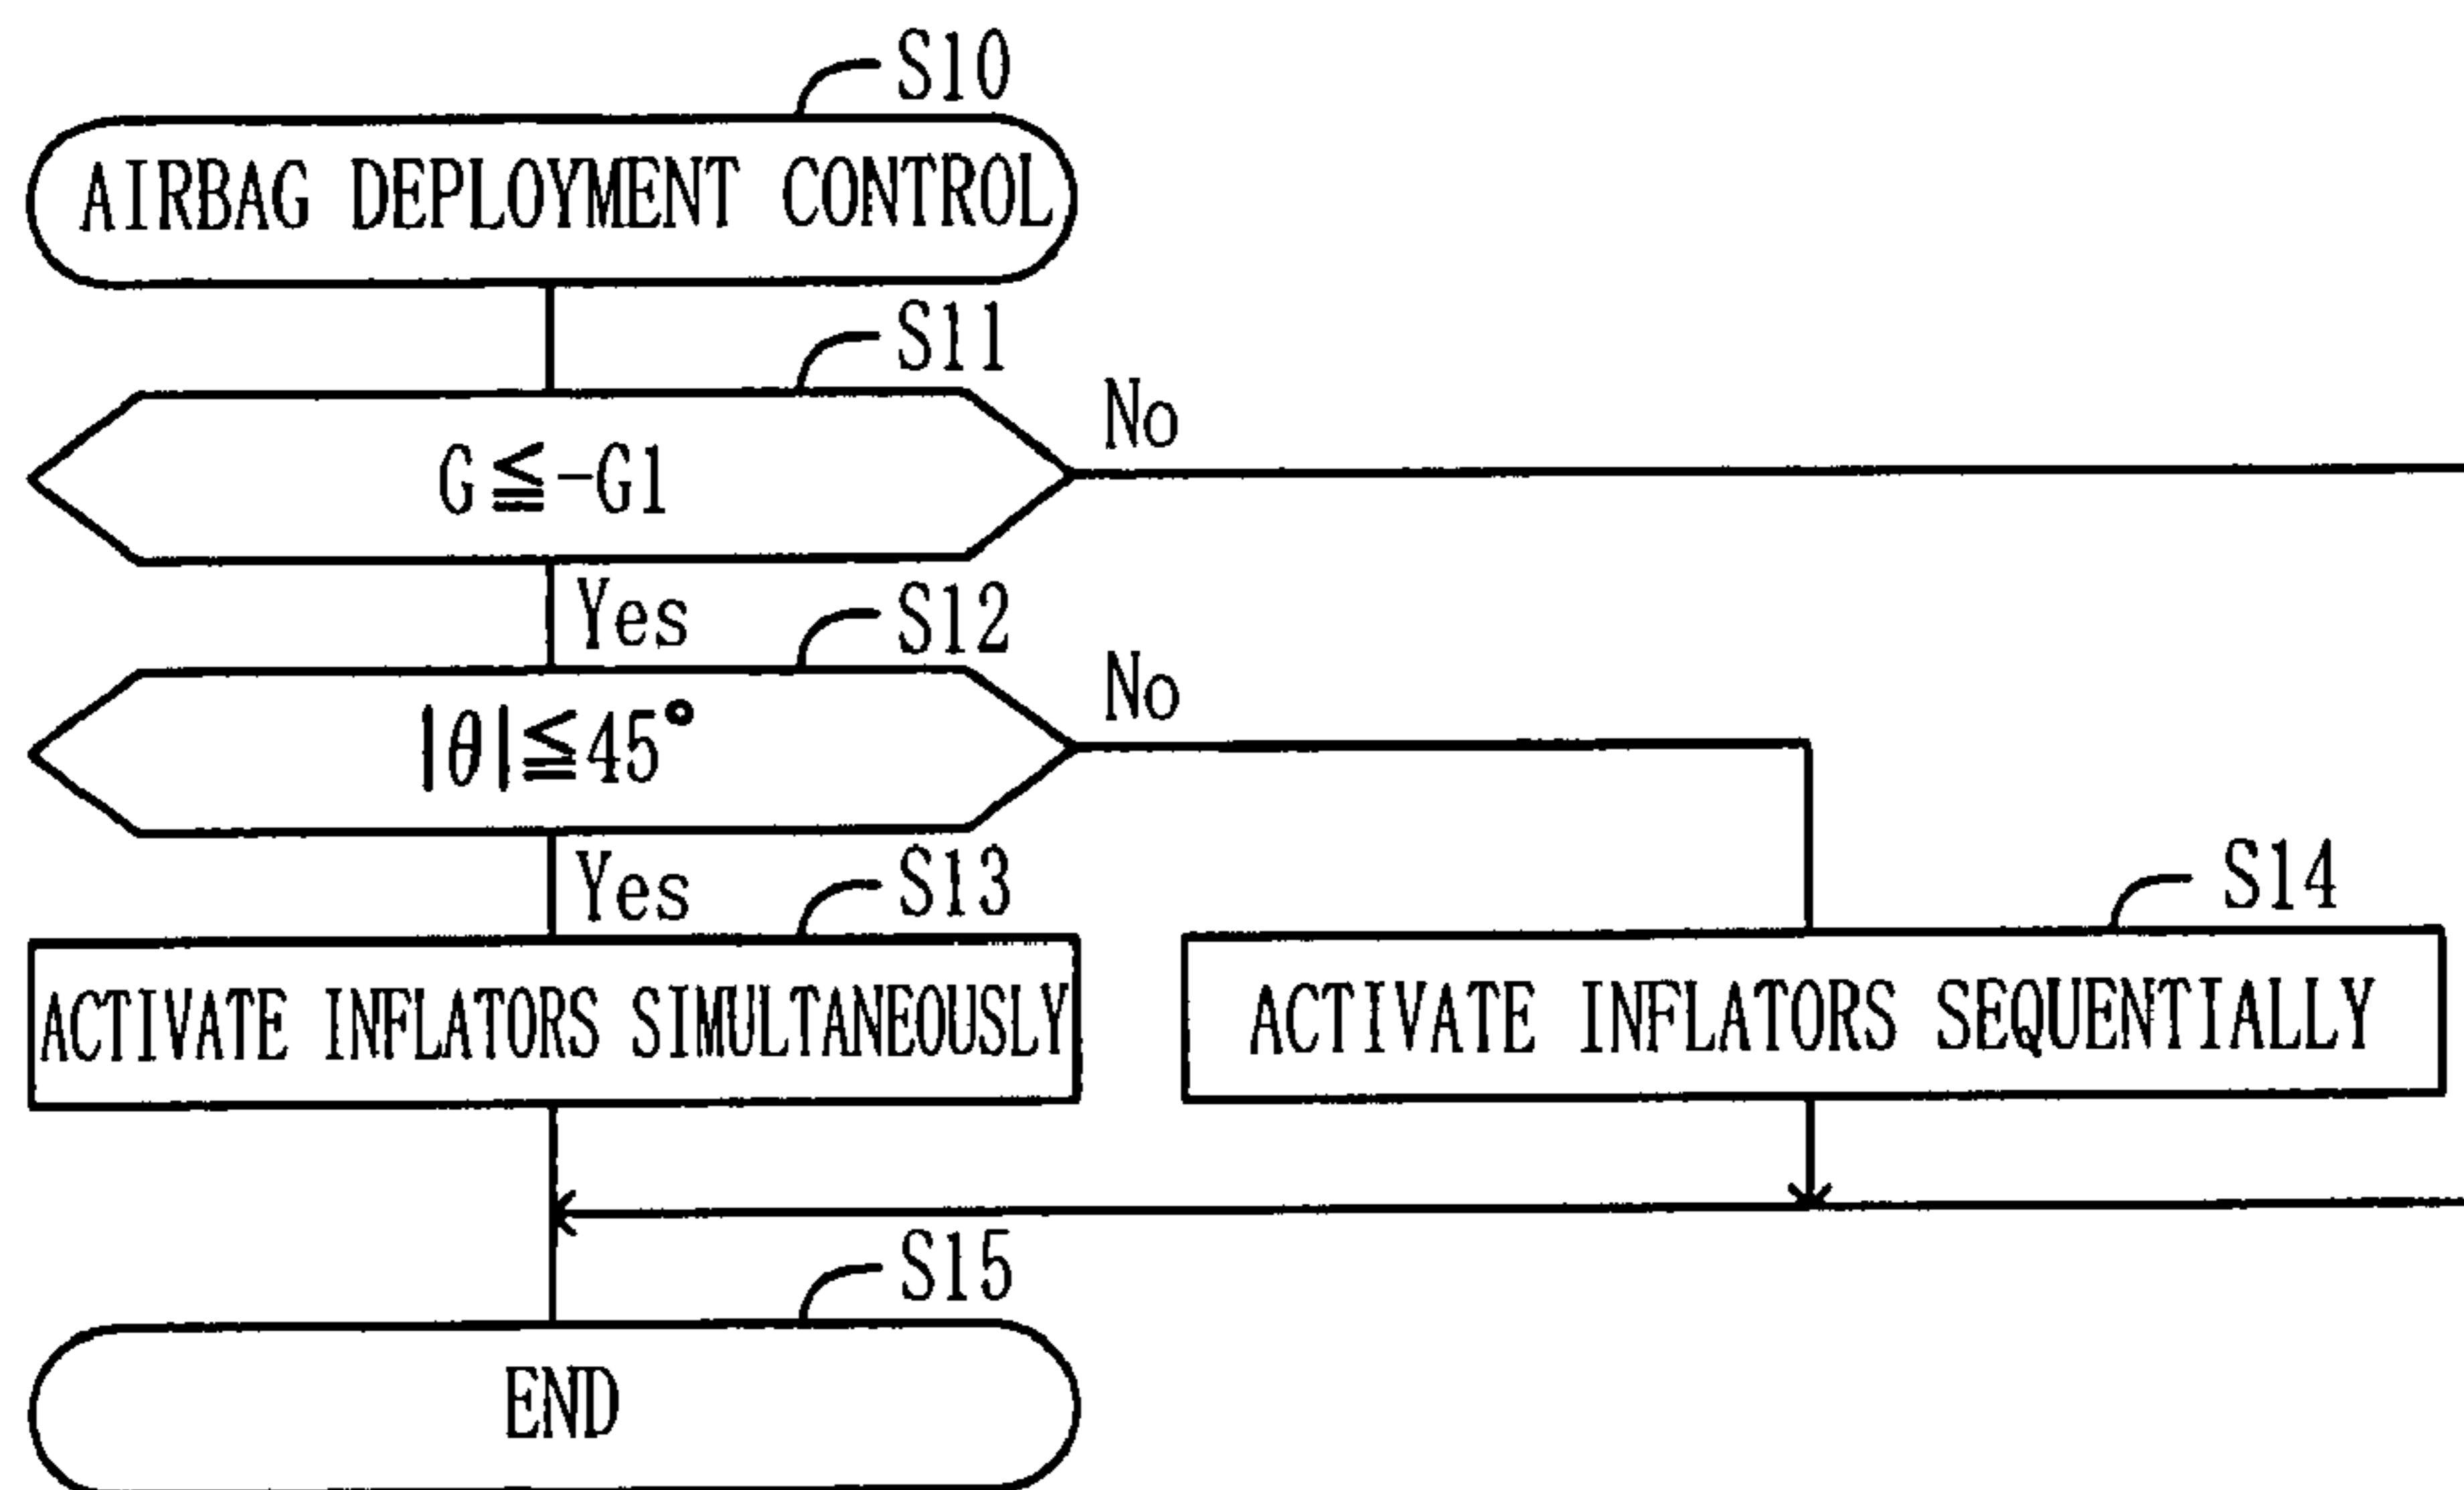 S10
AIRBAG DEPLOYMENT CONTROL
S11
G≦-G1
No
Yes
S12
|θ|≦45°
No
Yes
S13
S14
ACTIVATE INFLATORS SIMULTANEOUSLY
ACTIVATE INFLATORS SEQUENTIALLY
S15
END